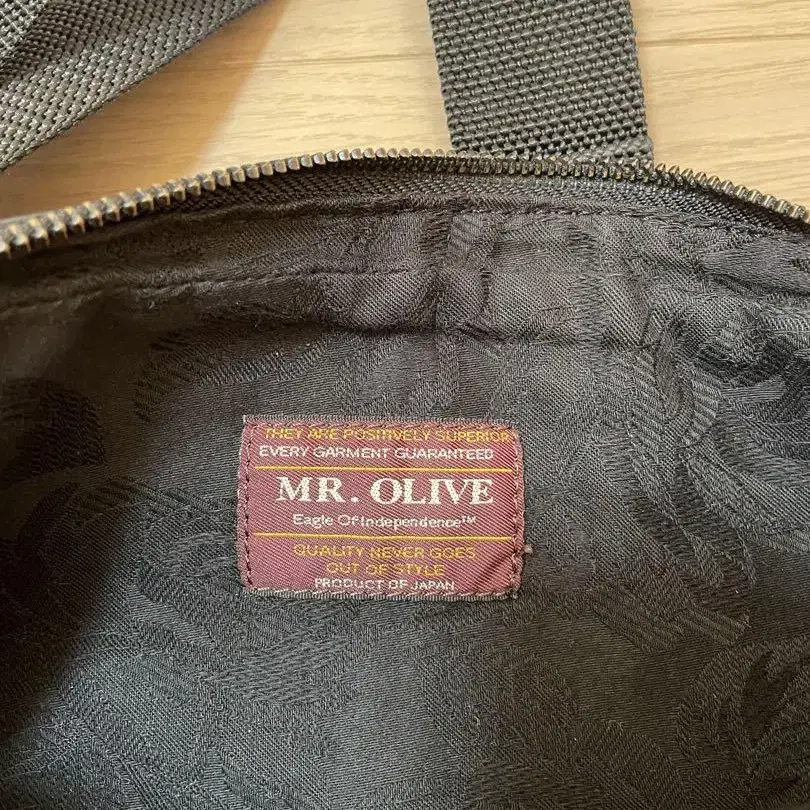 THEY ARE POSITIVELY SUPERIOR
EVERY GARMENT GUARANTEED
MR. OLIVE
Eagle Of Independence™
QUALITY NEVER GOES
OUT OF STYLE
PRODUCT OF JAPAN